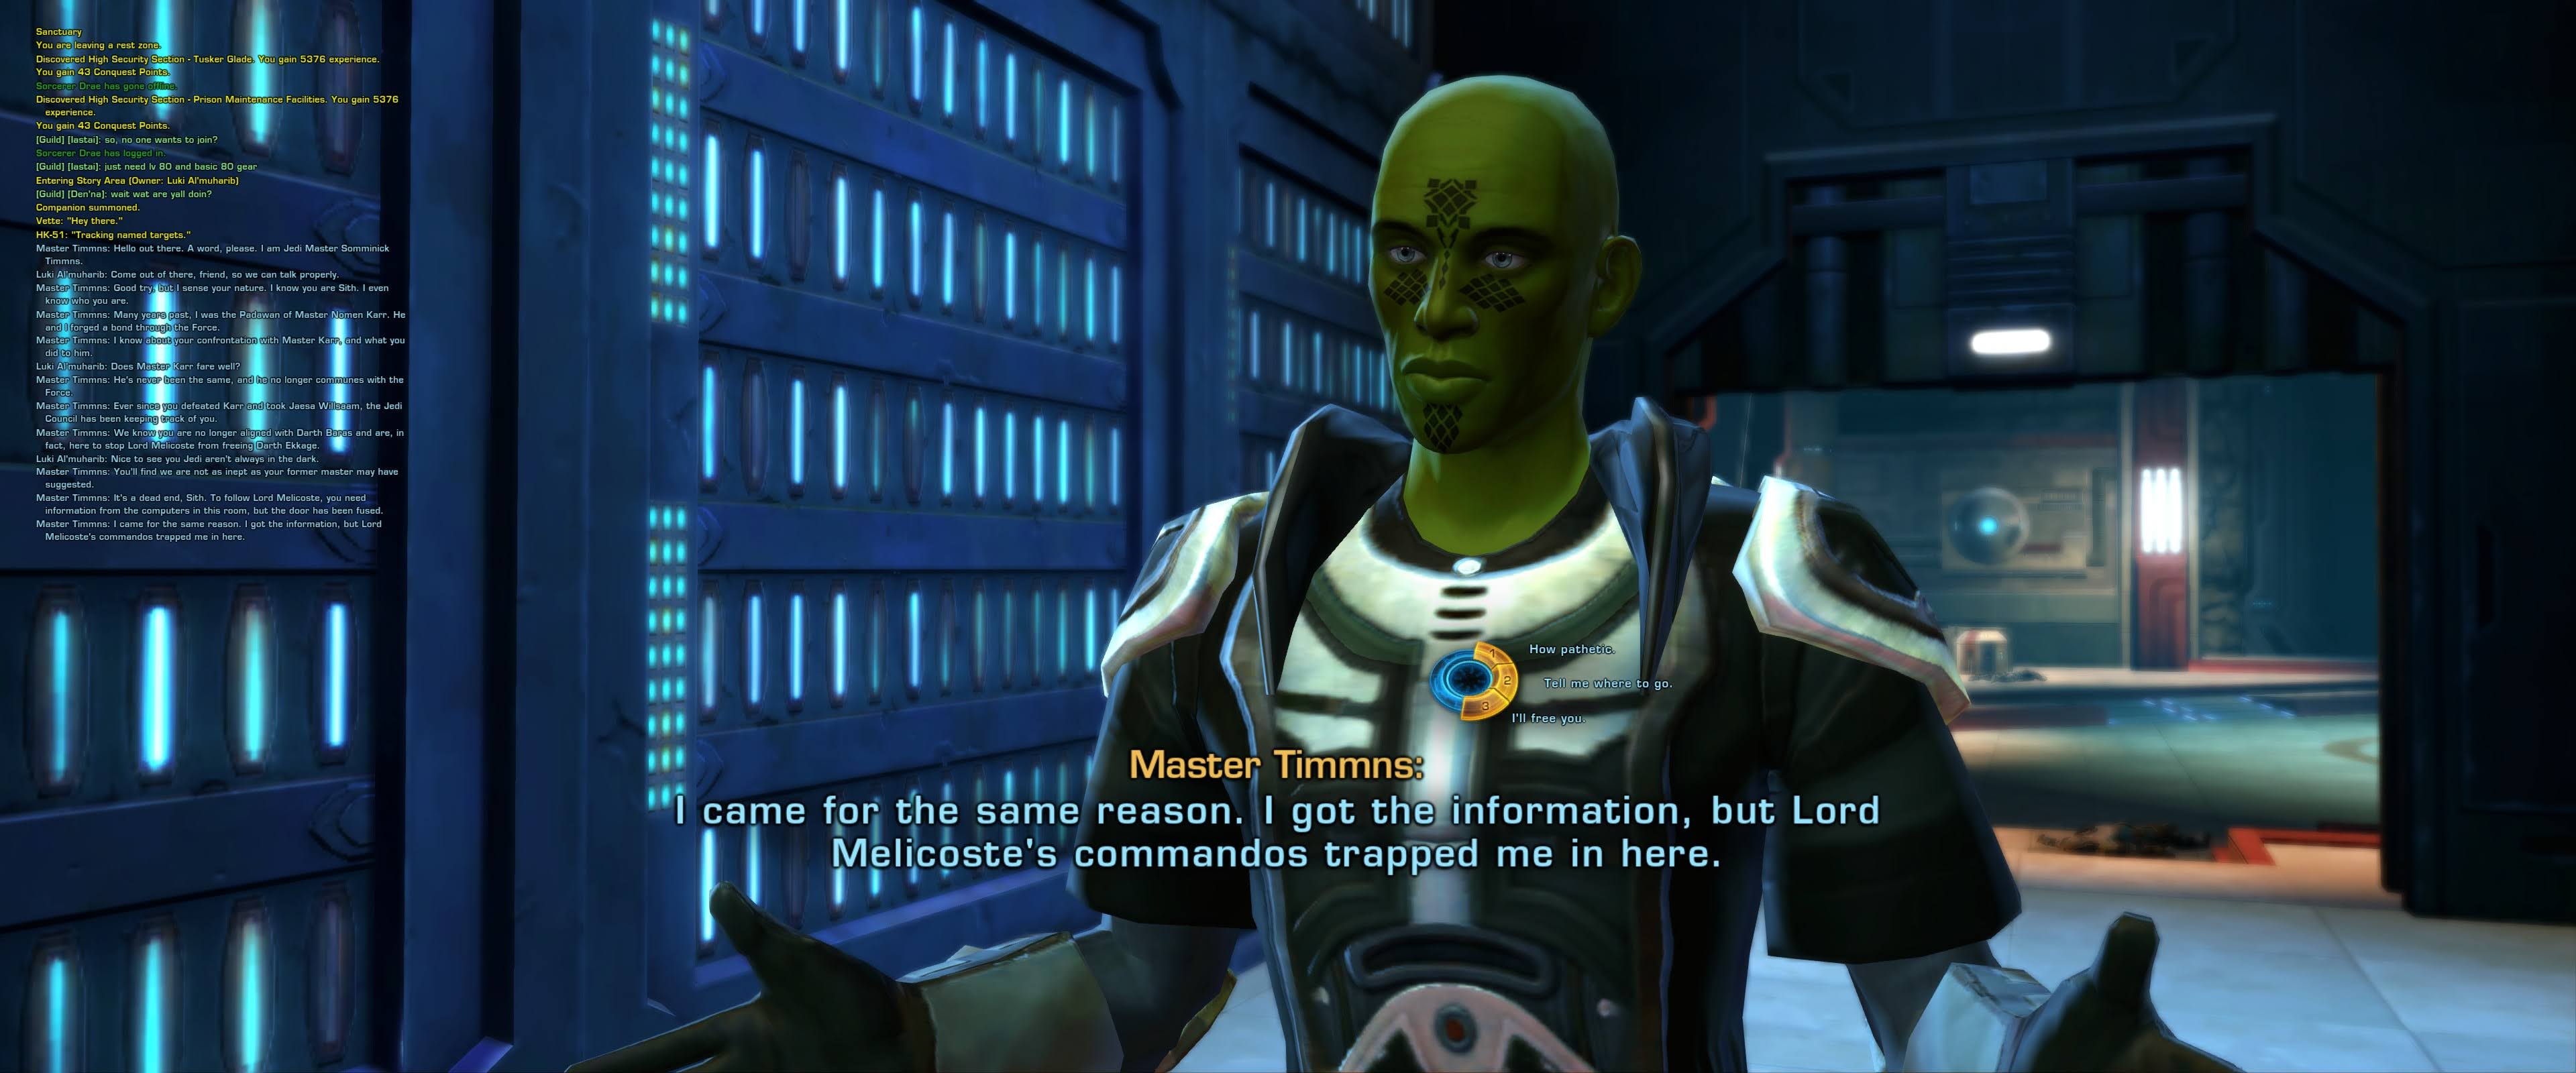 Sanctuary
You are leaving a rest zone.
Discovered High Security Section - Tusker Glade. You gain 5376 experience.
You gain 43 Conquest Points.
Sorcerer Drae has gone offline.
Discovered High Security Section - Prison Maintenance Facilities. You gain 5376
experience.
You gain 43 Conquest Points.
[Guild] [Iastai]: so, no one wants to join?
Sorcerer Drae has logged in.
[Guild] [Iastai]: just need lv 80 and basic 80 gear
Entering Story Area (Owner: Luki Al'muharib)
[Guild] [Den'na]: wait wat are yall doin?
Companion summoned.
Vette: "Hey there."
HK-51: "Tracking named targets."
Master Timmns: Hello out there. A word, please. I am Jedi Master Somminick
Timmns.
Luki Al'muharib: Come out of there, friend, so we can talk properly.
Master Timmns: Good try, but I sense your nature. I know you are Sith. I even
know who you are.
Master Timmns: Many years past, I was the Padawan of Master Nomen Karr. He
and I forged a bond through the Force.
Master Timmns: I know about your confrontation with Master Karr, and what you
did to him.
Luki Al'muharib: Does Master Karr fare well?
Master Timmns: He's never been the same, and he no longer communes with the
Force.
Master Timmns: Ever since you defeated Karr and took Jaesa Willsaam, the Jedi
Council has been keeping track of you.
Master Timmns: We know you are no longer aligned with Darth Baras and are, in
fact, here to stop Lord Melicoste from freeing Darth Ekkage.
Luki Al'muharib: Nice to see you Jedi aren't always in the dark.
Master Timmns: You'll find we are not as inept as your former master may have
suggested.
Master Timmns: It's a dead end, Sith. To follow Lord Melicoste, you need
information from the computers in this room, but the door has been fused.
Master Timmns: I came for the same reason. I got the information, but Lord
Melicoste's commandos trapped me in here.
1 How pathetic.
2 Tell me where to go.
3 I'll free you.
Master Timmns:
I came for the same reason. I got the information, but Lord
Melicoste's commandos trapped me in here.